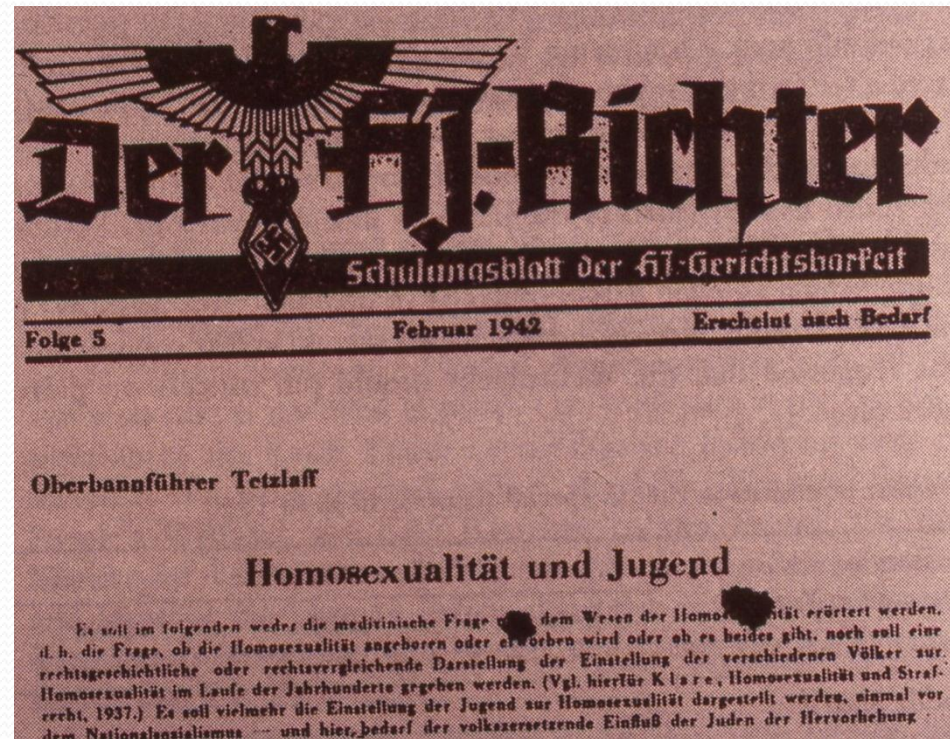 Der HJ.-Richter
Schulungsblatt der HJ.-Gerichtsbarkeit
Folge 5 Februar 1942 Erscheint nach Bedarf
Oberbannführer Tetzlaff
Homosexualität und Jugend
Es soll im folgenden weder die medizinische Frage dem Wesen der erörtert werden,
d. h. die Frage, ob die Homosexualität angeboren oder erworben wird oder ob es beides gibt, noch soll eine
rechtsgeschichtliche oder rechtsvergleichende Darstellung der Einstellung der verschiedenen Völker zur
Homosexualität im Laufe der Jahrhunderte gegeben werden. (Vgl. hierfür Klare, Homosexualität und Straf-
recht, 1937.) Es soll vielmehr die Einstellung der Jugend zur Homosexualität dargestellt werden, einmal vor
dem Nationalsozialismus — und hier bedarf der volkszersetzende Einfluß der Juden der Hervorhebung